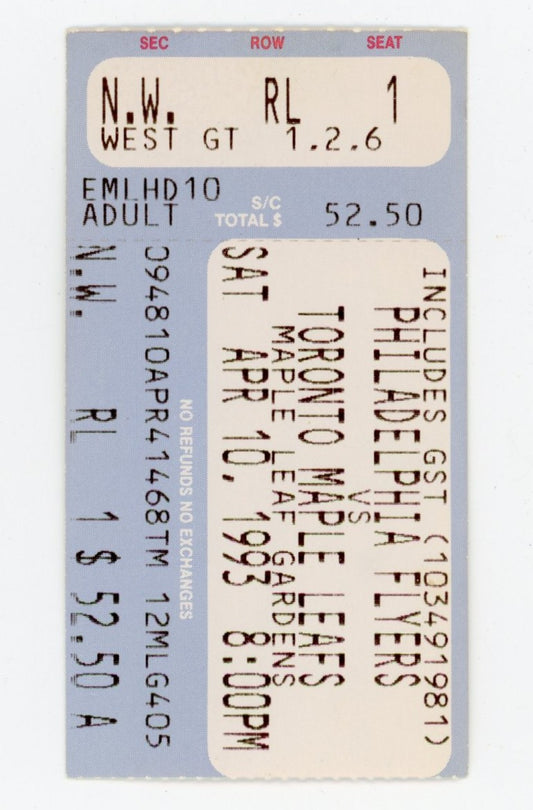 SEC ROW SEAT
N.W. RL 1
WEST GT 1.2.6
EMLHD10
ADULT S/C TOTAL $ 52.50
INCLUDES GST (103491981)
PHILADELPHIA FLYERS
VS
TORONTO MAPLE LEAFS
MAPLE LEAF GARDENS
SAT APR 10, 1993 8:00PM
NO REFUNDS NO EXCHANGES
094810APR41468TM 12MLG405
N.W. RL 1 $ 52.50 A